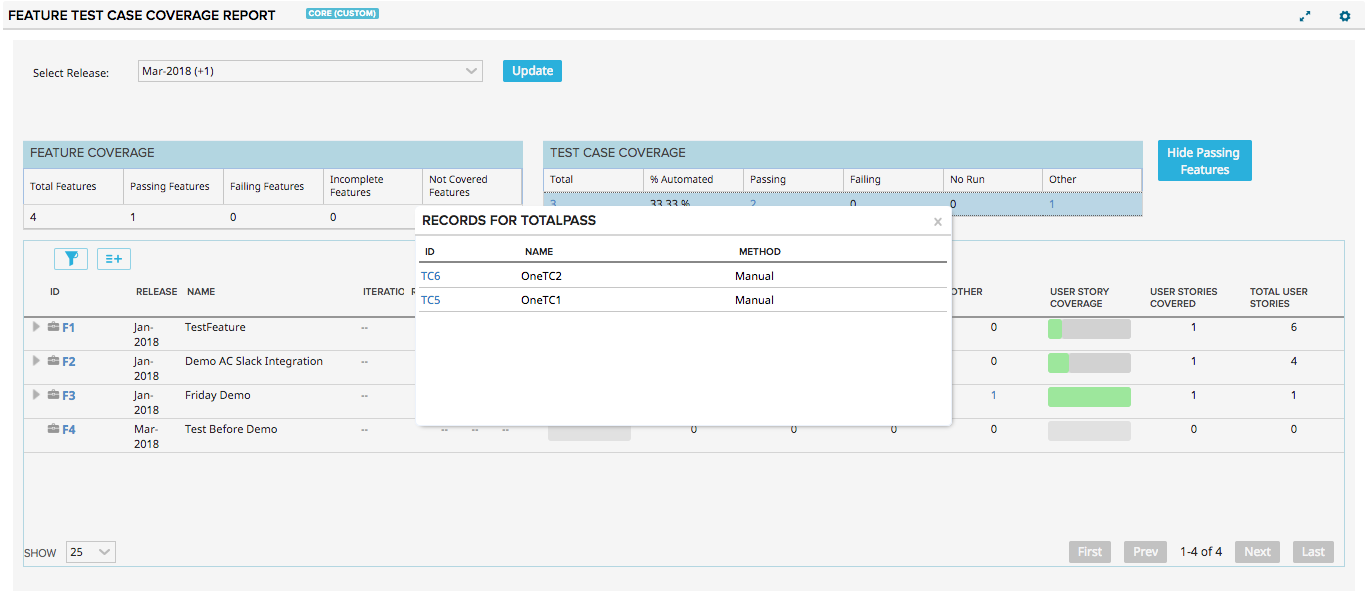 FEATURE TEST CASE COVERAGE REPORT CORE (CUSTOM)
Select Release: Mar-2018 (+1) Update
FEATURE COVERAGE
Total Features Passing Features Failing Features Incomplete Features Not Covered Features
4 1 0 0
TEST CASE COVERAGE
Total % Automated Passing Failing No Run Other
3 33.33 % 2 0 0 1
Hide Passing
Features
RECORDS FOR TOTALPASS x
ID NAME METHOD
TC6 OneTC2 Manual
TC5 OneTC1 Manual
ID RELEASE NAME ITERATIO OTHER USER STORY COVERAGE USER STORIES COVERED TOTAL USER STORIES
F1 Jan-2018 TestFeature -- 0 1 6
F2 Jan-2018 Demo AC Slack Integration -- 0 1 4
F3 Jan-2018 Friday Demo -- 1 1 1
F4 Mar-2018 Test Before Demo -- -- -- -- 0 0 0 0 0 0
SHOW 25 First Prev 1-4 of 4 Next Last